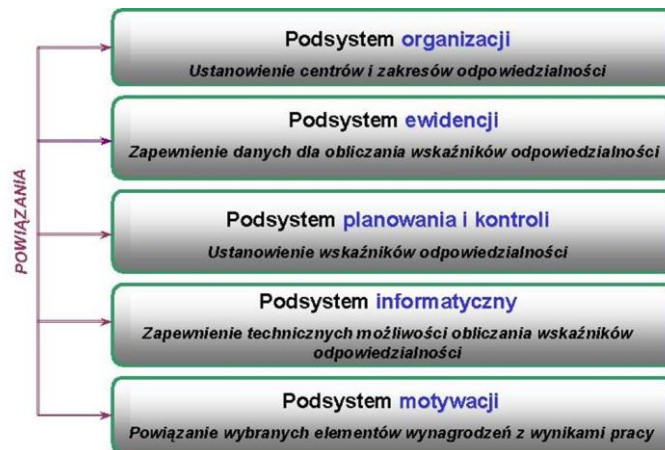 POWIĄZANIA
Podsystem organizacji
Ustanowienie centrów i zakresów odpowiedzialności
Podsystem ewidencji
Zapewnienie danych dla obliczania wskaźników odpowiedzialności
Podsystem planowania i kontroli
Ustanowienie wskaźników odpowiedzialności
Podsystem informatyczny
Zapewnienie technicznych możliwości obliczania wskaźników
odpowiedzialności
Podsystem motywacji
Powiązanie wybranych elementów wynagrodzeń z wynikami pracy